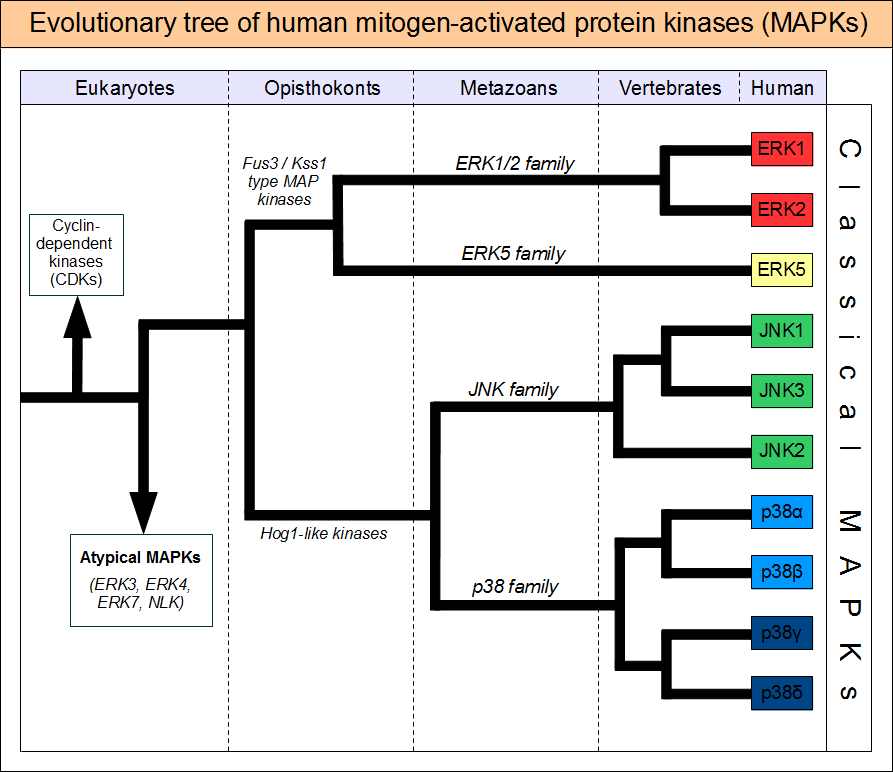 Evolutionary tree of human mitogen-activated protein kinases (MAPKs)
Eukaryotes
Opisthokonts
Metazoans
Vertebrates
Human
Cyclin-
dependent
kinases
(CDKs)
Atypical MAPKs
(ERK3, ERK4,
ERK7, NLK)
Fus3 / Kss1
type MAP
kinases
Hog1-like kinases
ERK1/2 family
ERK5 family
JNK family
p38 family
ERK1
ERK2
ERK5
JNK1
JNK3
JNK2
p38α
p38β
p38γ
p38δ
Classical MAPKs